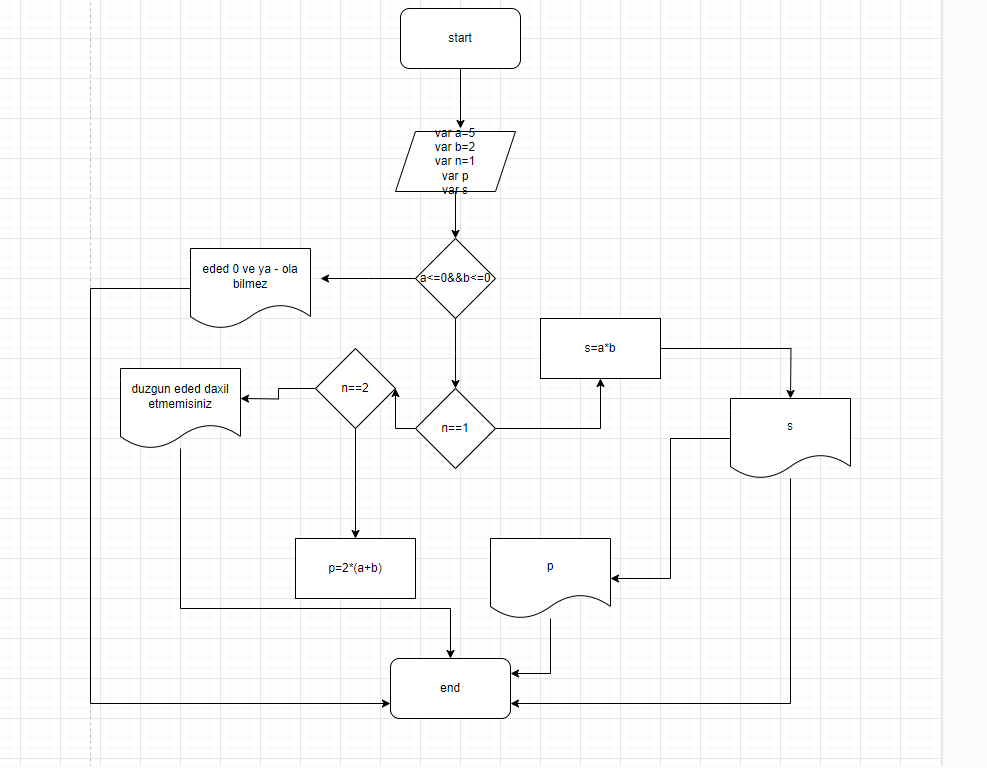 start
var a=5
var b=2
var n=1
var p
var s
eded 0 ve ya - ola
bilmez
a<=0&&b<=0
s=a*b
duzgun eded daxil
etmemisiniz
n==2
n==1
s
p=2*(a+b)
p
end